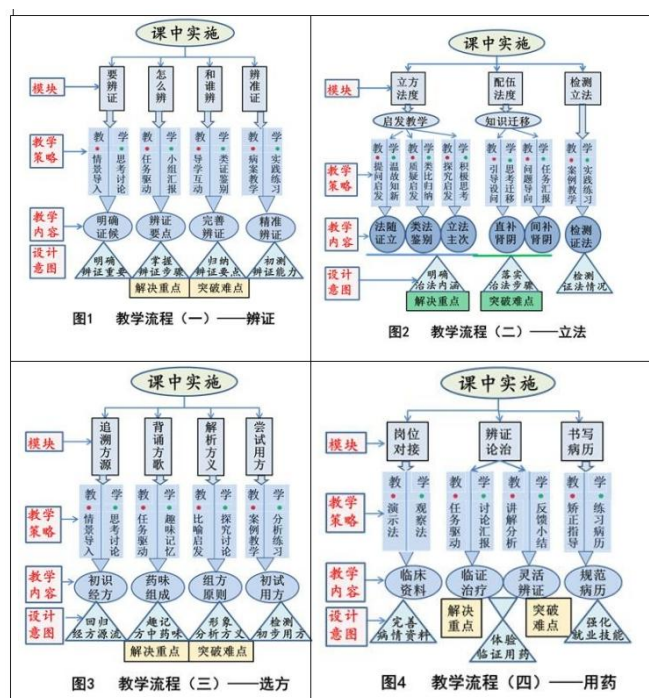 课中实施
模块
要辨证
怎么辨
和谁辨
辨准证
教学策略
教 学
情景导入
思考讨论
教 学
任务驱动
小组汇报
教 学
导学互动
类证鉴别
教 学
病案教学
实践练习
教学内容
明确证候
辨证要点
完善辨证
精准辨证
设计意图
明确辨证重要
掌握辨证步骤
归纳辨证要点
初测辨证能力
解决重点
突破难点
图1 教学流程（一）——辨证
课中实施
模块
立方法度
配伍法度
检测立法
启发教学
知识迁移
教学策略
教 学
提问启发
温故知新
教 学
质疑启发
类比归纳
教 学
探究启发
积极思考
教 学
引导设问
思考迁移
教 学
问题导向
任务汇报
教 学
案例教学
实践练习
教学内容
法随证立
类法鉴别
立法主次
直补肾阴
间补肾阴
检测证法
设计意图
明确治法内涵
落实治法步骤
检测证法情况
解决重点
突破难点
图2 教学流程（二）——立法
课中实施
模块
追溯方源
背诵方歌
解析方义
尝试用方
教学策略
教 学
情景导入
思考讨论
教 学
任务驱动
趣味记忆
教 学
比喻启发
探究讨论
教 学
案例教学
分析练习
教学内容
初识经方
药味组成
组方原则
初试用方
设计意图
回归经方源流
趣记方中药味
形象分析方义
检测初步用方
解决重点
突破难点
图3 教学流程（三）——选方
课中实施
模块
岗位对接
辨证论治
书写病历
教学策略
教 学
演示法
观察法
教 学
任务驱动
讨论汇报
教 学
讲解分析
反馈小结
教 学
矫正指导
练习病历
教学内容
临床资料
临证治疗
灵活辨证
规范病历
设计意图
完善病情资料
解决重点
体验临证用药
突破难点
强化就业技能
图4 教学流程（四）——用药